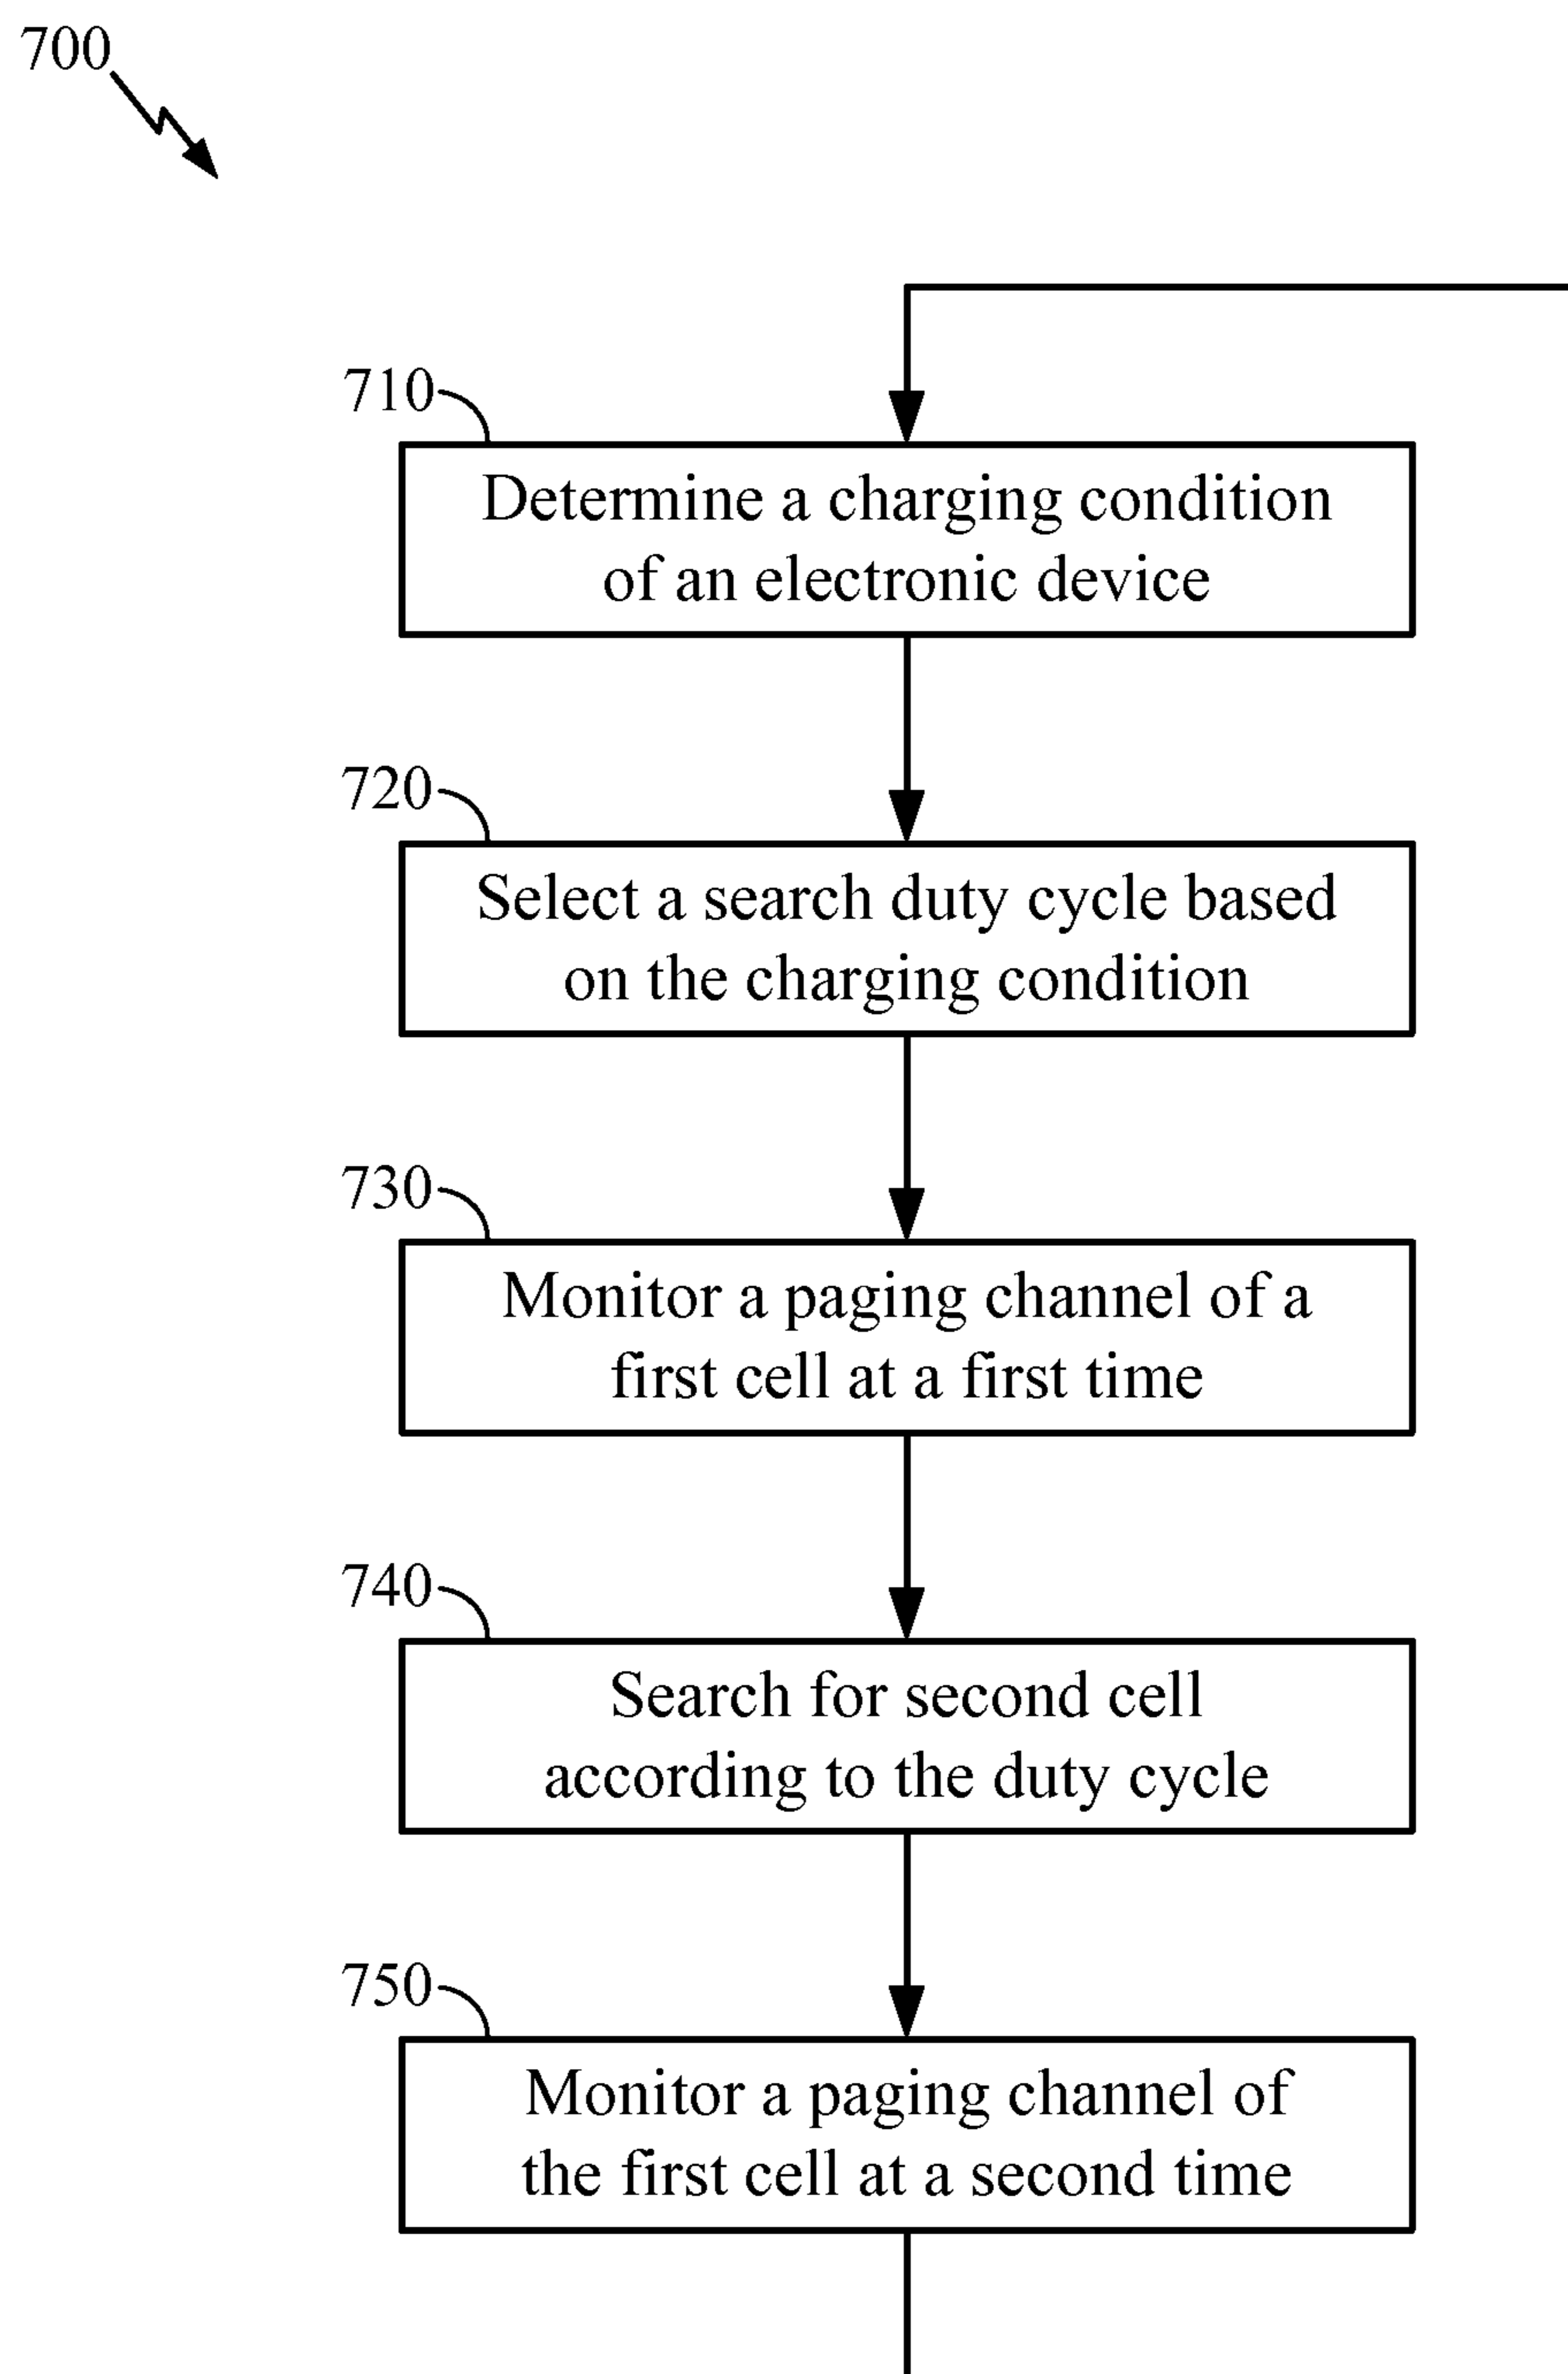 700
710
Determine a charging condition
of an electronic device
720
Select a search duty cycle based
on the charging condition
730
Monitor a paging channel of a
first cell at a first time
740
Search for second cell
according to the duty cycle
750
Monitor a paging channel of
the first cell at a second time